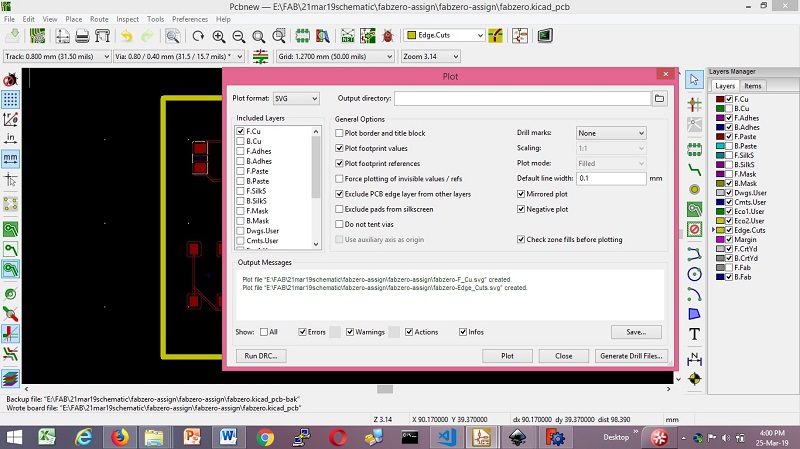 Pcbnew — E:\FAB\21mar19schematic\fabzero-assign\fabzero-assign\fabzero.kicad_pcb
File Edit View Place Route Inspect Tools Preferences Help
Edge.Cuts
Track: 0.800 mm (31.50 mils) Via: 0.80 / 0.40 mm (31.5 / 15.7 mils) * Grid: 1.2700 mm (50.00 mils) Zoom 3.14
Plot
Plot format: SVG Output directory:
Included Layers
F.Cu
B.Cu
F.Adhes
B.Adhes
F.Paste
B.Paste
F.SilkS
B.SilkS
F.Mask
B.Mask
Dwgs.User
Cmts.User
General Options
Plot border and title block Drill marks: None
Plot footprint values Scaling: 1:1
Plot footprint references Plot mode: Filled
Force plotting of invisible values / refs Default line width: 0.1 mm
Exclude PCB edge layer from other layers Mirrored plot
Exclude pads from silkscreen Negative plot
Do not tent vias
Use auxiliary axis as origin Check zone fills before plotting
Output Messages
Plot file "E:\FAB\21mar19schematic\fabzero-assign\fabzero-assign\fabzero-F_Cu.svg" created.
Plot file "E:\FAB\21mar19schematic\fabzero-assign\fabzero-assign\fabzero-Edge_Cuts.svg" created.
Show: All Errors Warnings Actions Infos Save...
Run DRC... Plot Close Generate Drill Files...
Layers Manager
Layers Items
F.Cu
B.Cu
F.Adhes
B.Adhes
F.Paste
B.Paste
F.SilkS
B.SilkS
F.Mask
B.Mask
Dwgs.User
Cmts.User
Eco1.User
Eco2.User
Edge.Cuts
Margin
F.CrtYd
B.CrtYd
F.Fab
B.Fab
in
mm
Backup file: "E:\FAB\21mar19schematic\fabzero-assign\fabzero-assign\fabzero.kicad_pcb-bak"
Wrote board file: "E:\FAB\21mar19schematic\fabzero-assign\fabzero-assign\fabzero.kicad_pcb"
Z 3.14 X 90.170000 Y 39.370000 dx 90.170000 dy 39.370000 dist 98.390 mm
Desktop
4:00 PM
25-Mar-19